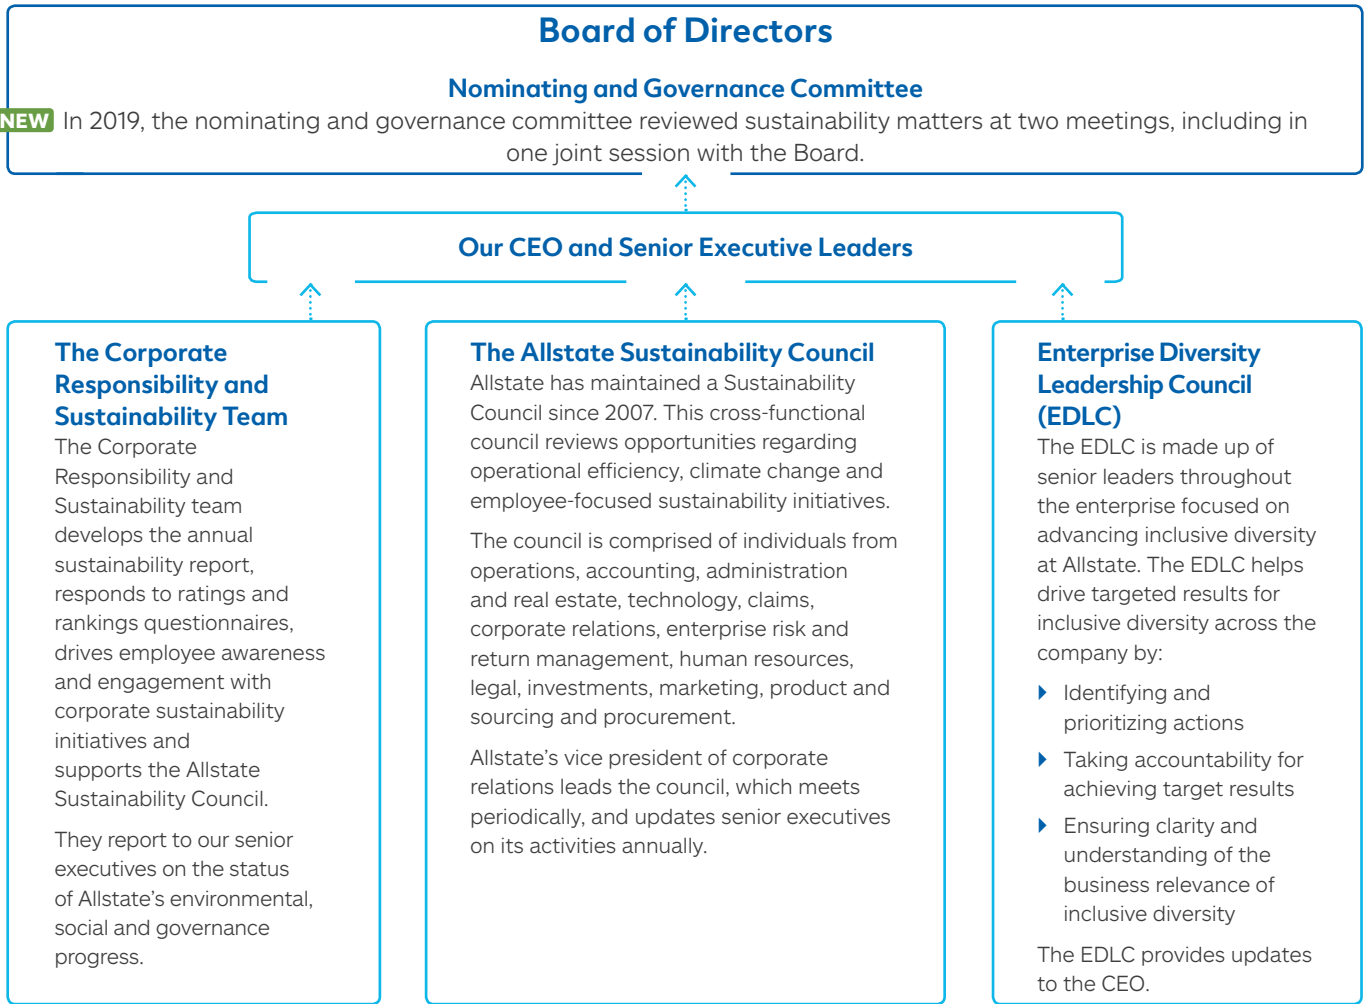 Board of Directors
Nominating and Governance Committee
NEW In 2019, the nominating and governance committee reviewed sustainability matters at two meetings, including in
one joint session with the Board.
Our CEO and Senior Executive Leaders
The Corporate
Responsibility and
Sustainability Team
The Corporate
Responsibility and
Sustainability team
develops the annual
sustainability report,
responds to ratings and
rankings questionnaires,
drives employee awareness
and engagement with
corporate sustainability
initiatives and
supports the Allstate
Sustainability Council.
They report to our senior
executives on the status
of Allstate’s environmental,
social and governance
progress.
The Allstate Sustainability Council
Allstate has maintained a Sustainability
Council since 2007. This cross-functional
council reviews opportunities regarding
operational efficiency, climate change and
employee-focused sustainability initiatives.
The council is comprised of individuals from
operations, accounting, administration
and real estate, technology, claims,
corporate relations, enterprise risk and
return management, human resources,
legal, investments, marketing, product and
sourcing and procurement.
Allstate’s vice president of corporate
relations leads the council, which meets
periodically, and updates senior executives
on its activities annually.
Enterprise Diversity
Leadership Council
(EDLC)
The EDLC is made up of
senior leaders throughout
the enterprise focused on
advancing inclusive diversity
at Allstate. The EDLC helps
drive targeted results for
inclusive diversity across the
company by:
Identifying and
prioritizing actions
Taking accountability for
achieving target results
Ensuring clarity and
understanding of the
business relevance of
inclusive diversity
The EDLC provides updates
to the CEO.